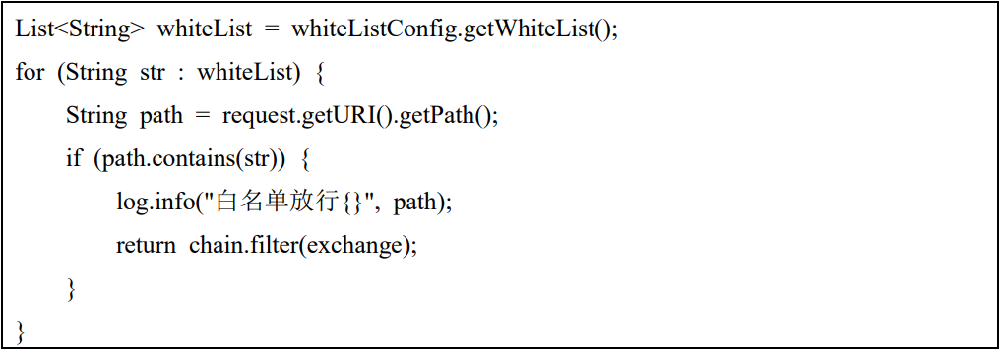 List<String> whiteList = whiteListConfig.getWhiteList();
for (String str : whiteList) {
String path = request.getURI().getPath();
if (path.contains(str)) {
log.info("白名单放行{}", path);
return chain.filter(exchange);
}
}